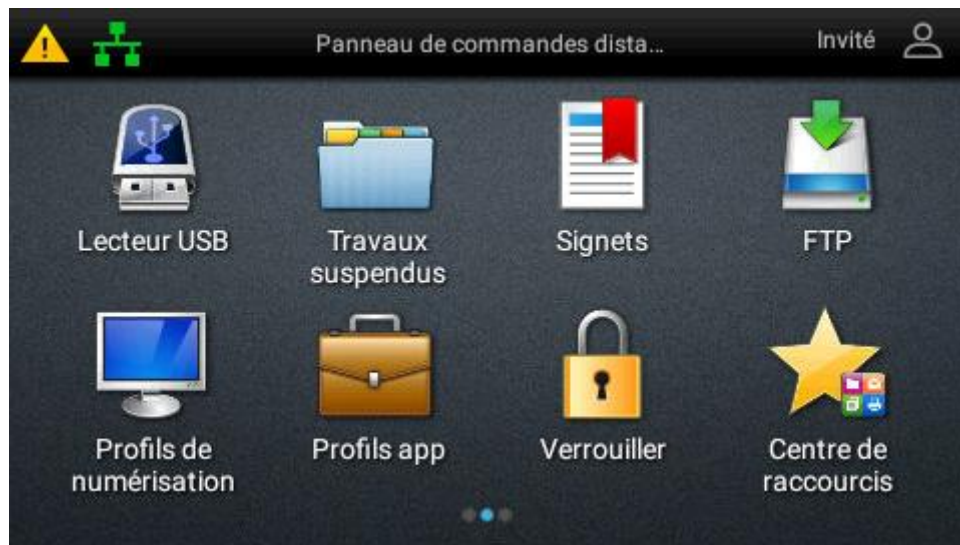 Panneau de commandes dista...
Invité
Lecteur USB
Travaux
suspendus
Signets
FTP
Profils de
numérisation
Profils app
Verrouiller
Centre de
raccourcis